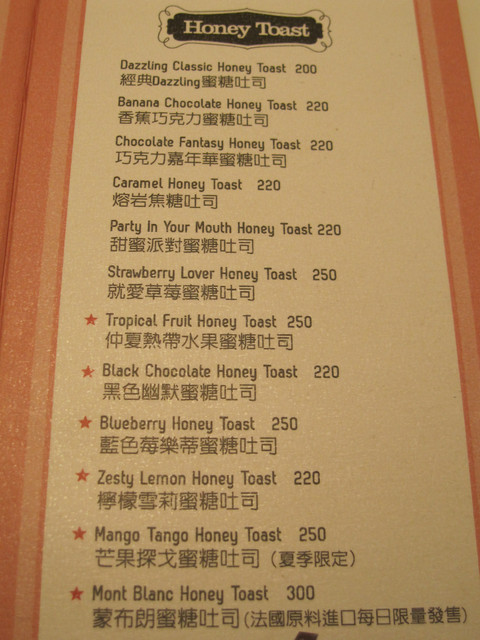 Honey Toast
Dazzling Classic Honey Toast 200
經典Dazzling蜜糖吐司
Banana Chocolate Honey Toast 220
香蕉巧克力蜜糖吐司
Chocolate Fantasy Honey Toast 220
巧克力嘉年華蜜糖吐司
Caramel Honey Toast 220
熔岩焦糖吐司
Party In Your Mouth Honey Toast 220
甜蜜派對蜜糖吐司
Strawberry Lover Honey Toast 250
就愛草莓蜜糖吐司
★ Tropical Fruit Honey Toast 250
仲夏熱帶水果蜜糖吐司
★ Black Chocolate Honey Toast 220
黑色幽默蜜糖吐司
★ Blueberry Honey Toast 250
藍色莓樂蒂蜜糖吐司
★ Zesty Lemon Honey Toast 220
檸檬雪莉蜜糖吐司
★ Mango Tango Honey Toast 250
芒果探戈蜜糖吐司（夏季限定）
★ Mont Blanc Honey Toast 300
蒙布朗蜜糖吐司(法國原料進口每日限量發售)